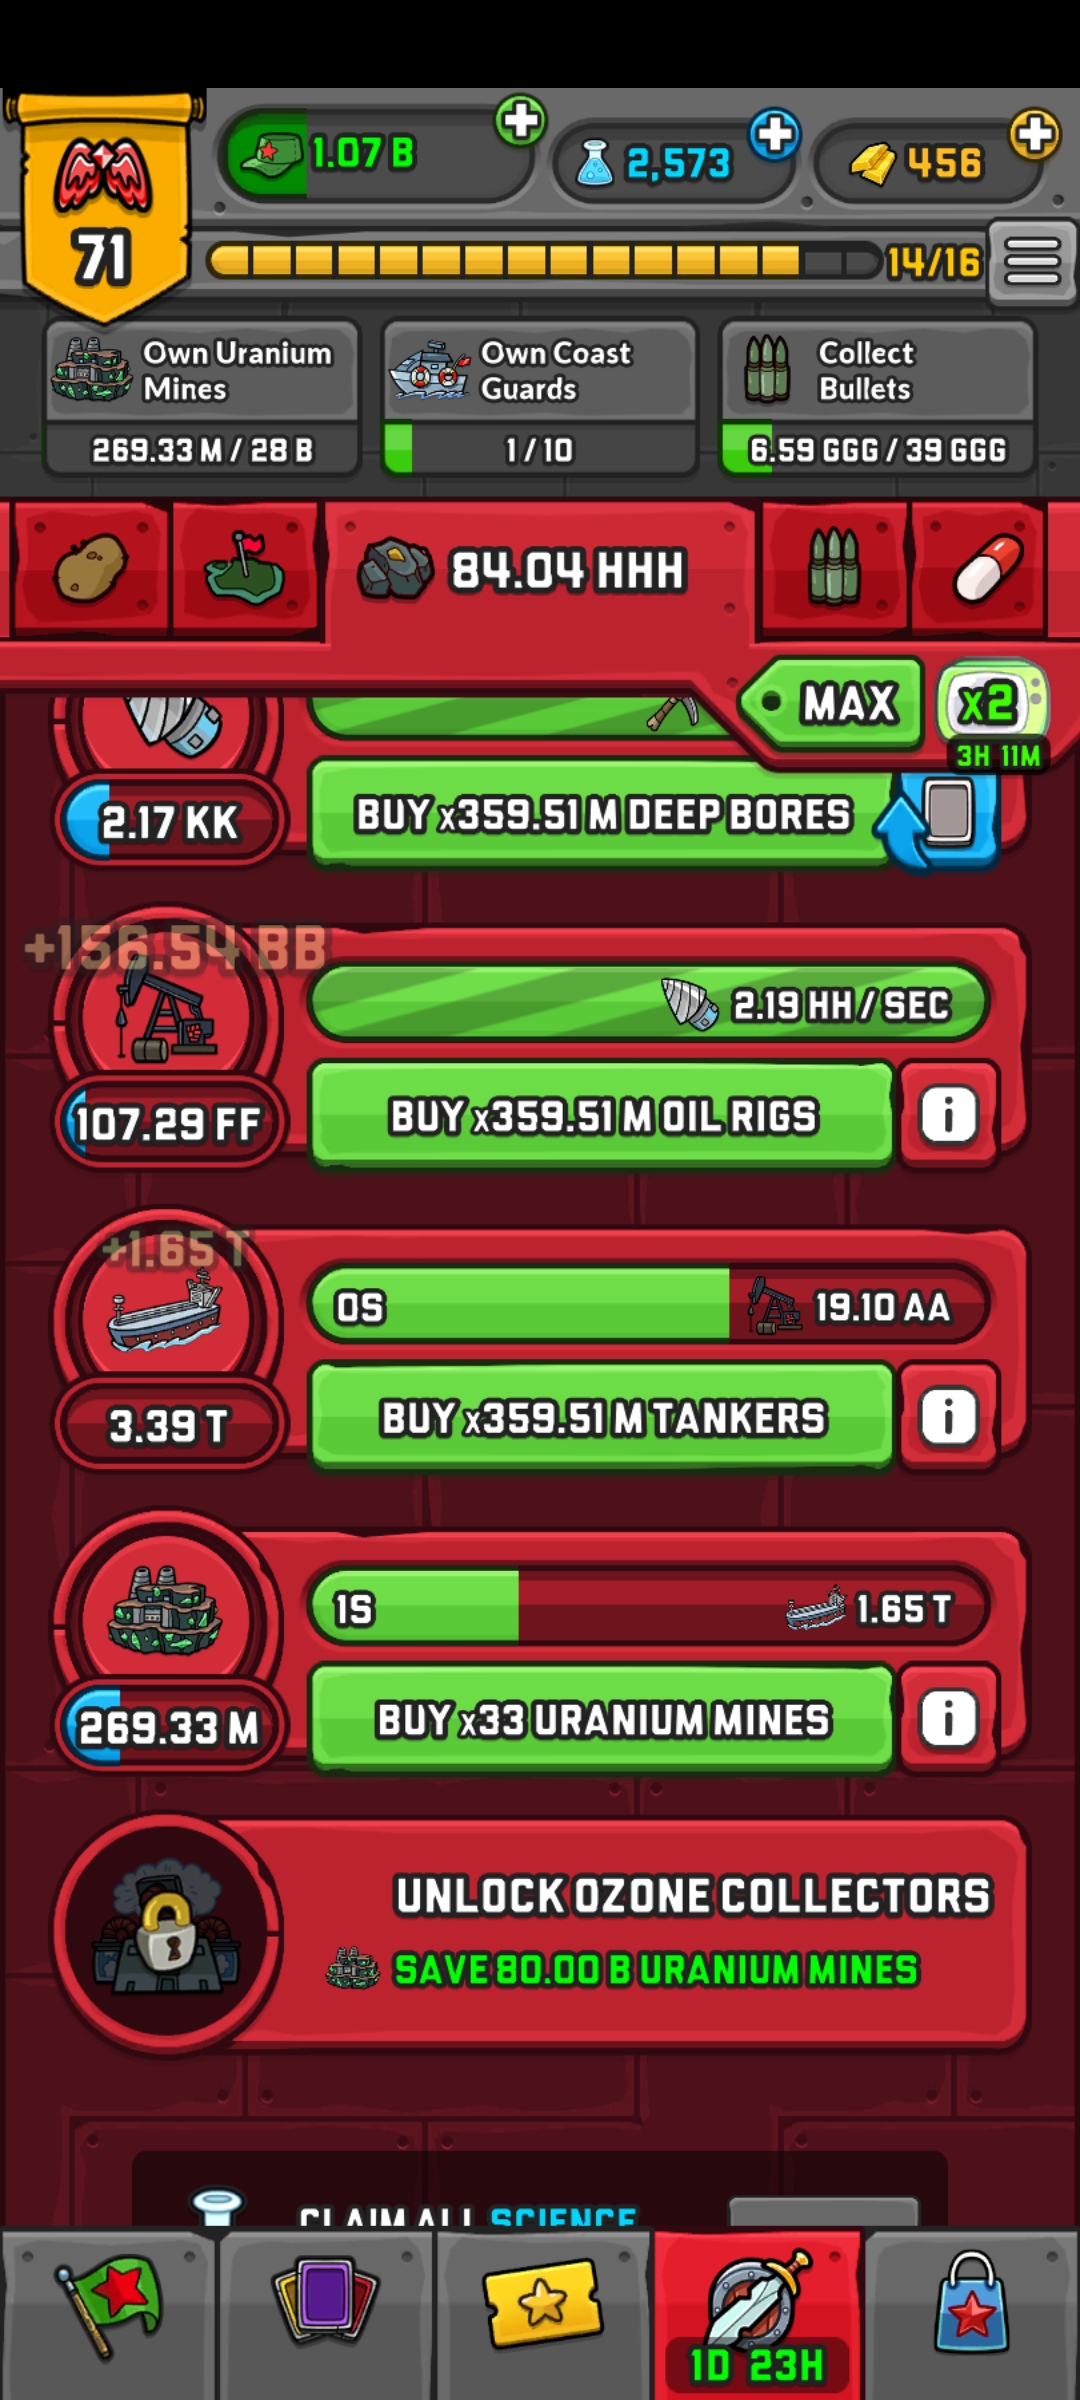 71
1.07 B
2,573
456
14/16
Own Uranium
Mines
269.33 M / 28 B
Own Coast
Guards
1 / 10
Collect
Bullets
6.59 GGG / 39 GGG
84.04 HHH
MAX
x2
3H 11M
2.17 KK
BUY x359.51 M DEEP BORES
+156.54 BB
2.19 HH / SEC
107.29 FF
BUY x359.51 M OIL RIGS
+1.65 T
0S
19.10 AA
3.39 T
BUY x359.51 M TANKERS
1S
1.65 T
269.33 M
BUY x33 URANIUM MINES
UNLOCK OZONE COLLECTORS
SAVE 80.00 B URANIUM MINES
CLAIM ALL SCIENCE
1D 23H